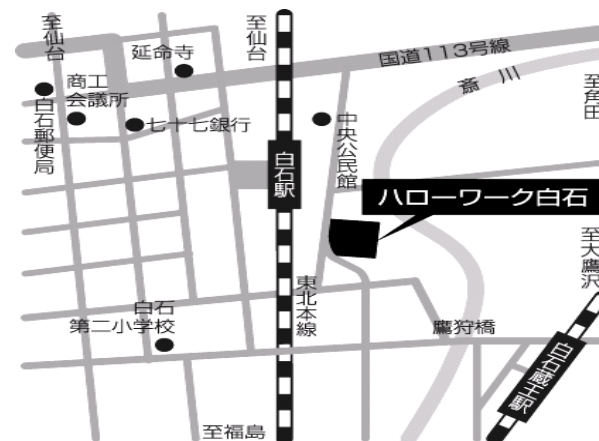 至仙台
延命寺
至仙台
国道113号線
斎川
至角田
商工
会議所
白石郵便局
七十七銀行
中央公民館
白石駅
ハローワーク白石
至大鷹沢
東北本線
白石
第二小学校
鷹狩橋
白石蔵王駅
至福島